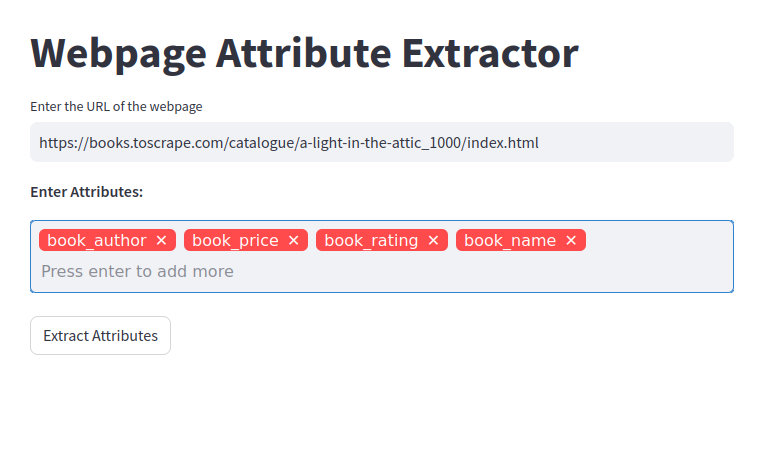 Webpage Attribute Extractor
Enter the URL of the webpage
https://books.toscrape.com/catalogue/a-light-in-the-attic_1000/index.html
Enter Attributes:
book_author ✕ book_price ✕ book_rating ✕ book_name ✕
Press enter to add more
Extract Attributes